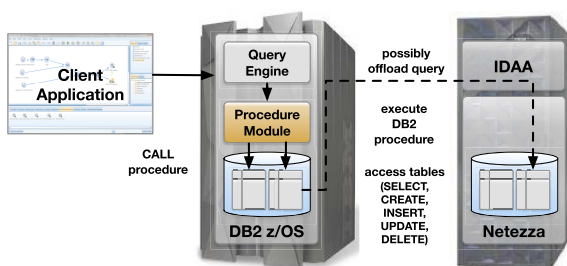 Client
Application
CALL
procedure
Query
Engine
Procedure
Module
DB2 z/OS
possibly
offload query
execute
DB2
procedure
access tables
(SELECT,
CREATE,
INSERT,
UPDATE,
DELETE)
IDAA
Netezza